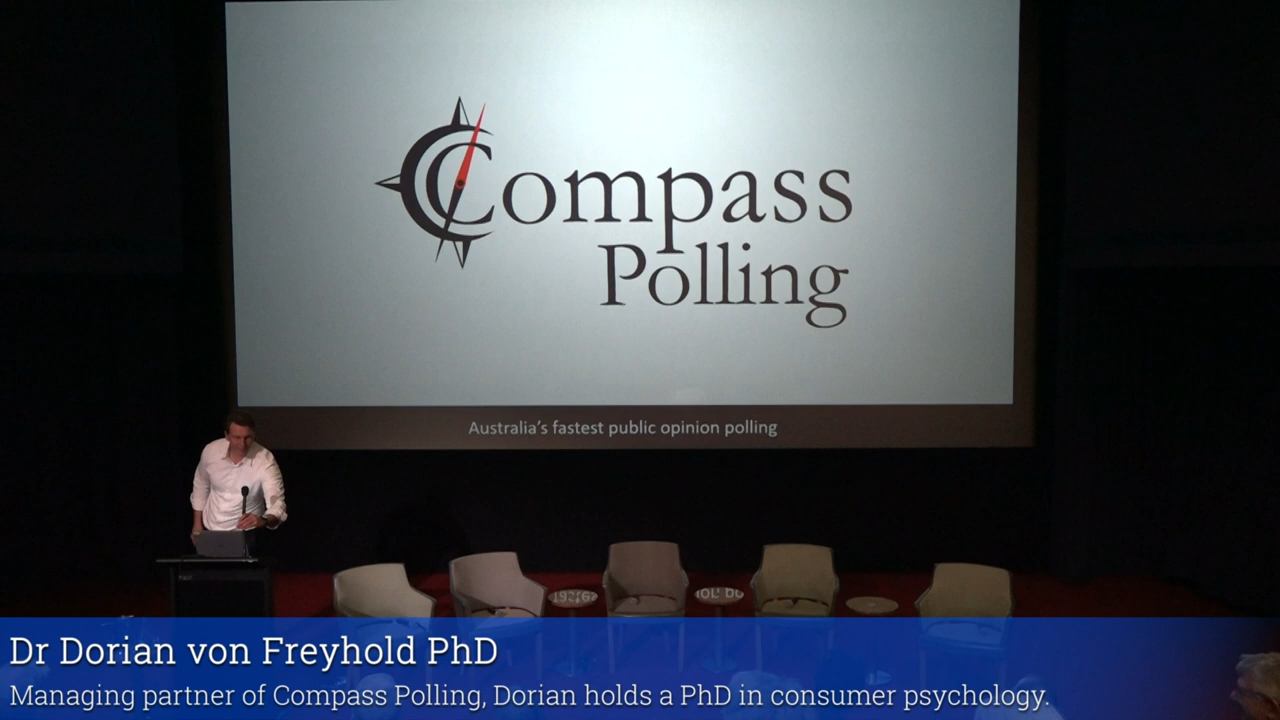 Compass
Polling
Australia's fastest public opinion polling
Dr Dorian von Freyhold PhD
Managing partner of Compass Polling, Dorian holds a PhD in consumer psychology.